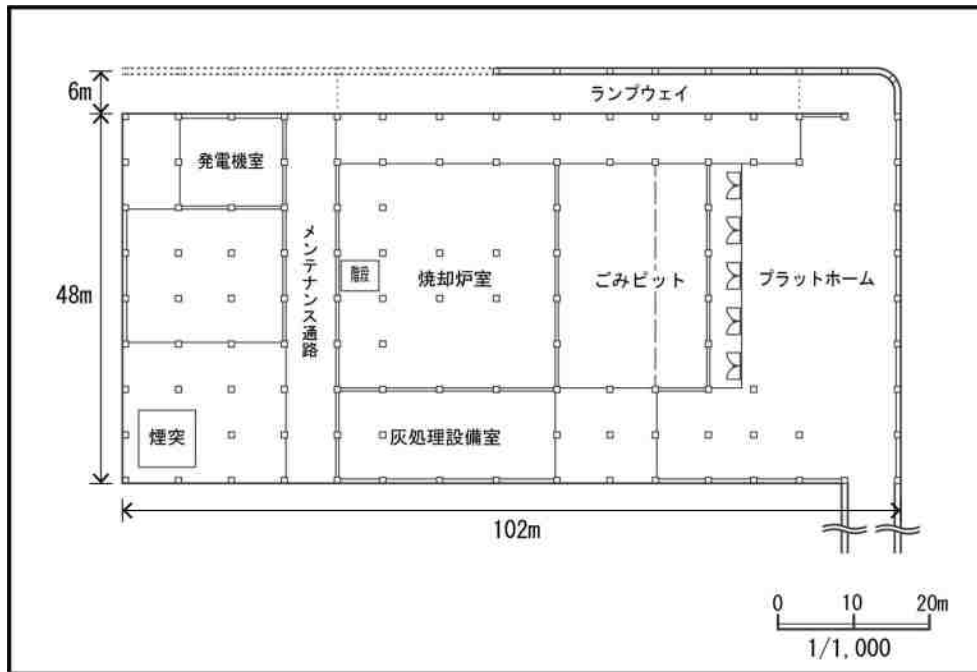 6m
ランプウェイ
発電機室
メンテナンス通路
階段
焼却炉室
ごみピット
プラットホーム
48m
煙突
灰処理設備室
102m
0 10 20m
1/1,000